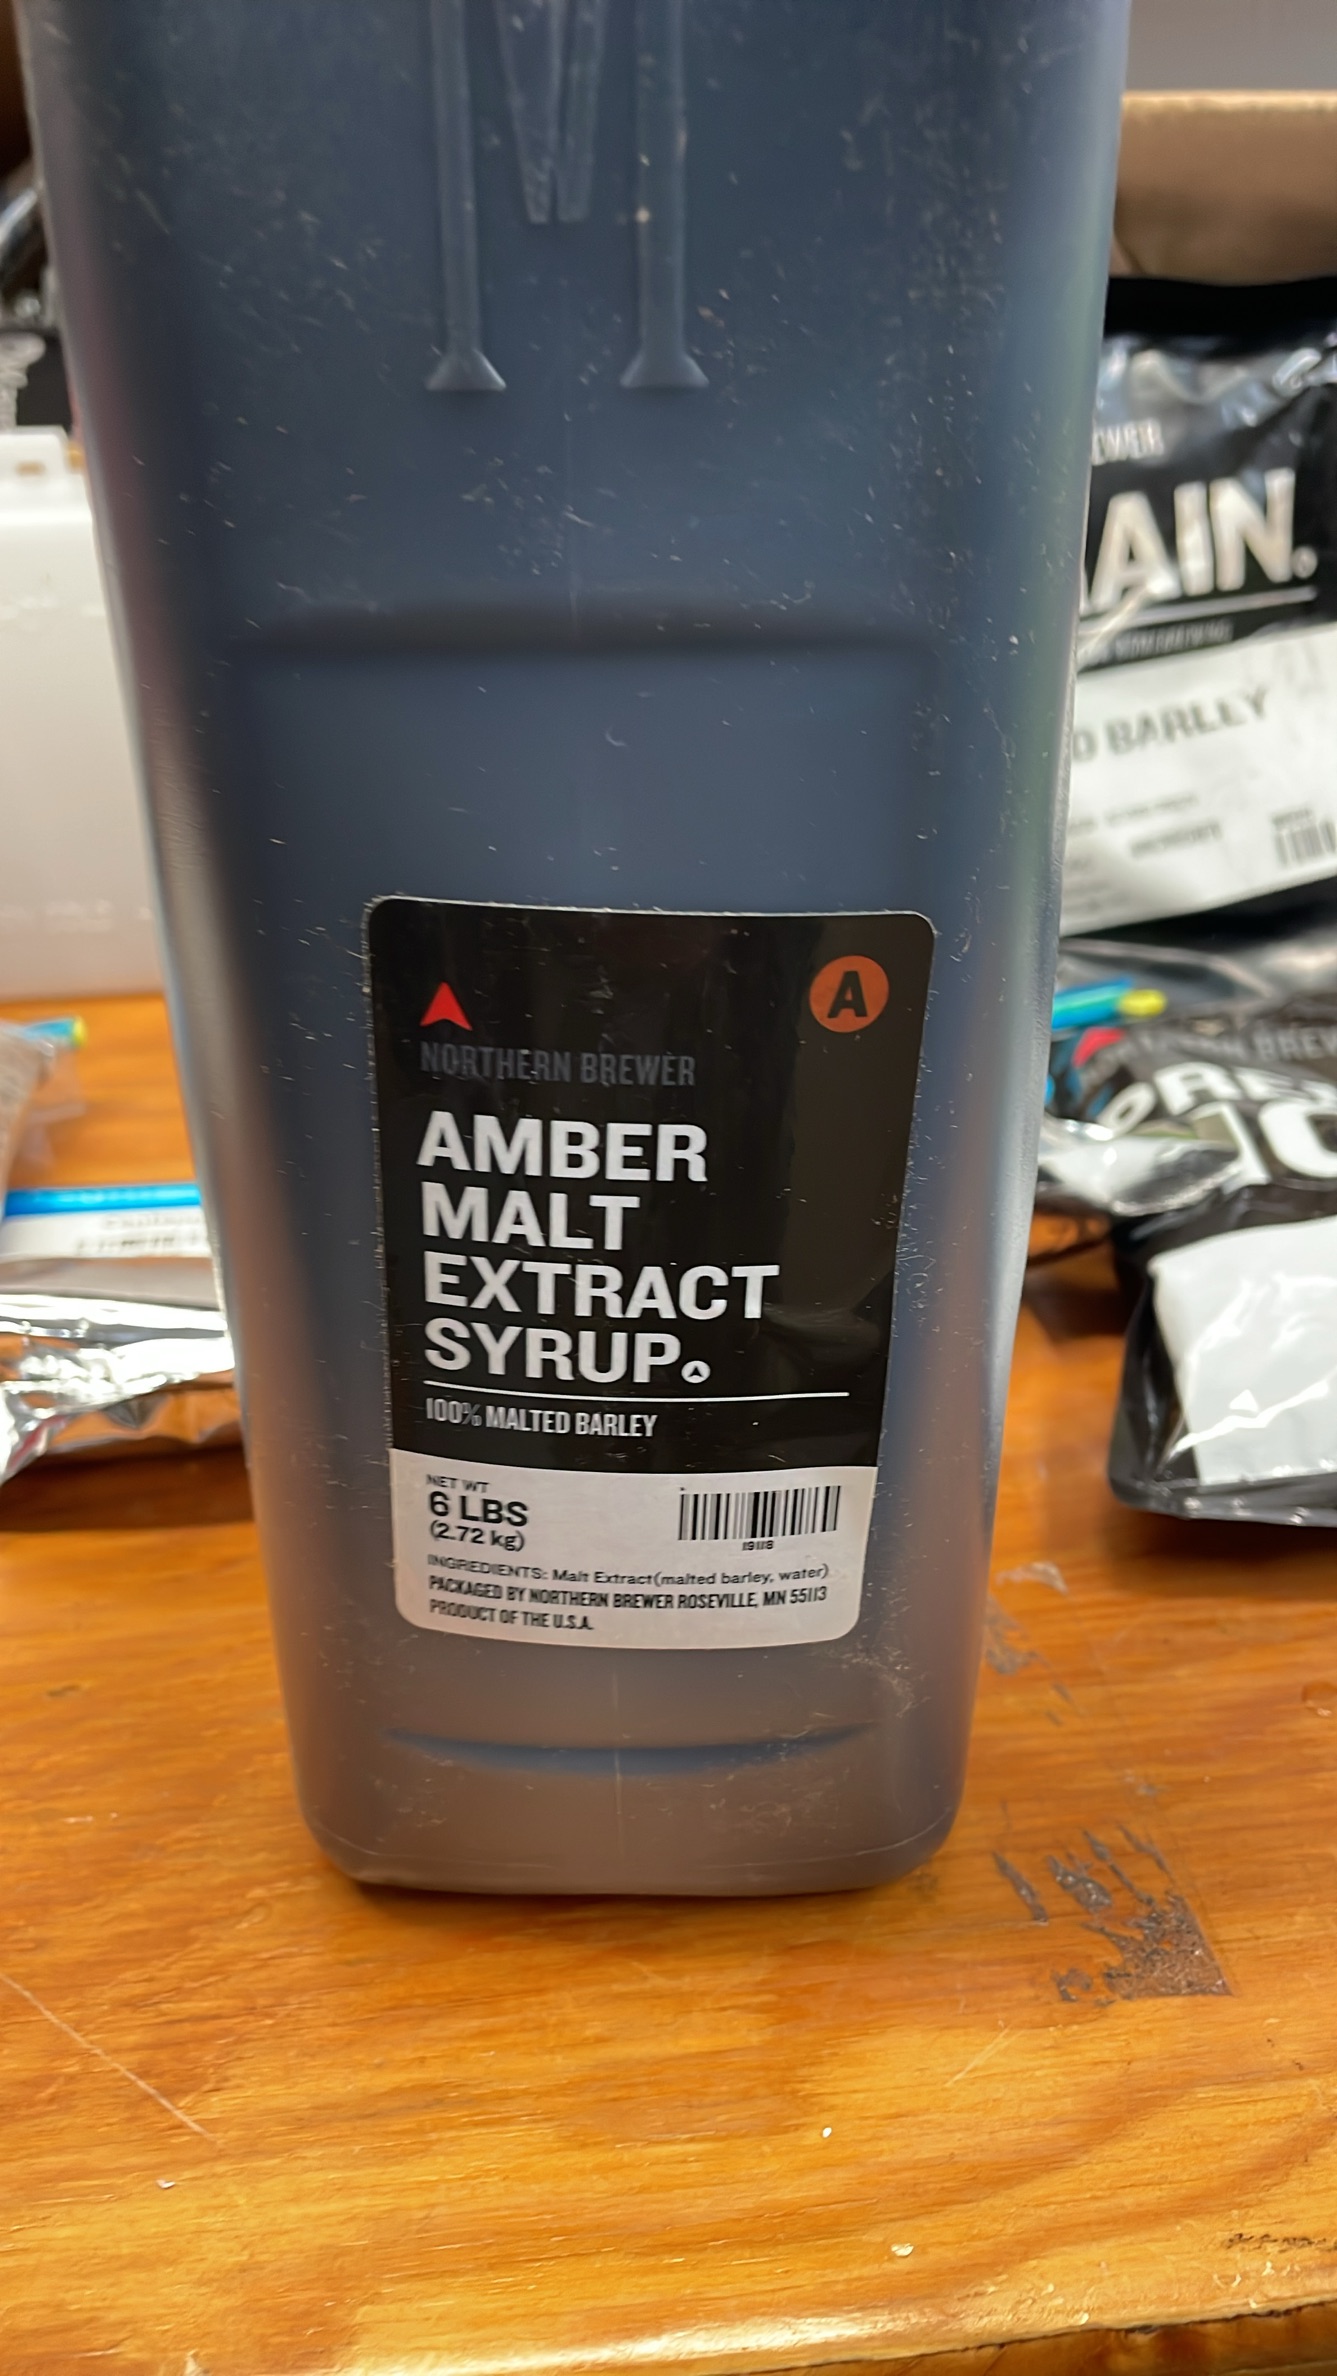 M
A
NORTHERN BREWER
AMBER
MALT
EXTRACT
SYRUP.
100% MALTED BARLEY
NET WT
6 LBS
(2.72 kg)
19118
INGREDIENTS: Malt Extract(malted barley, water)
PACKAGED BY NORTHERN BREWER ROSEVILLE, MN 55113
PRODUCT OF THE U.S.A.
AIN.
D BARLEY